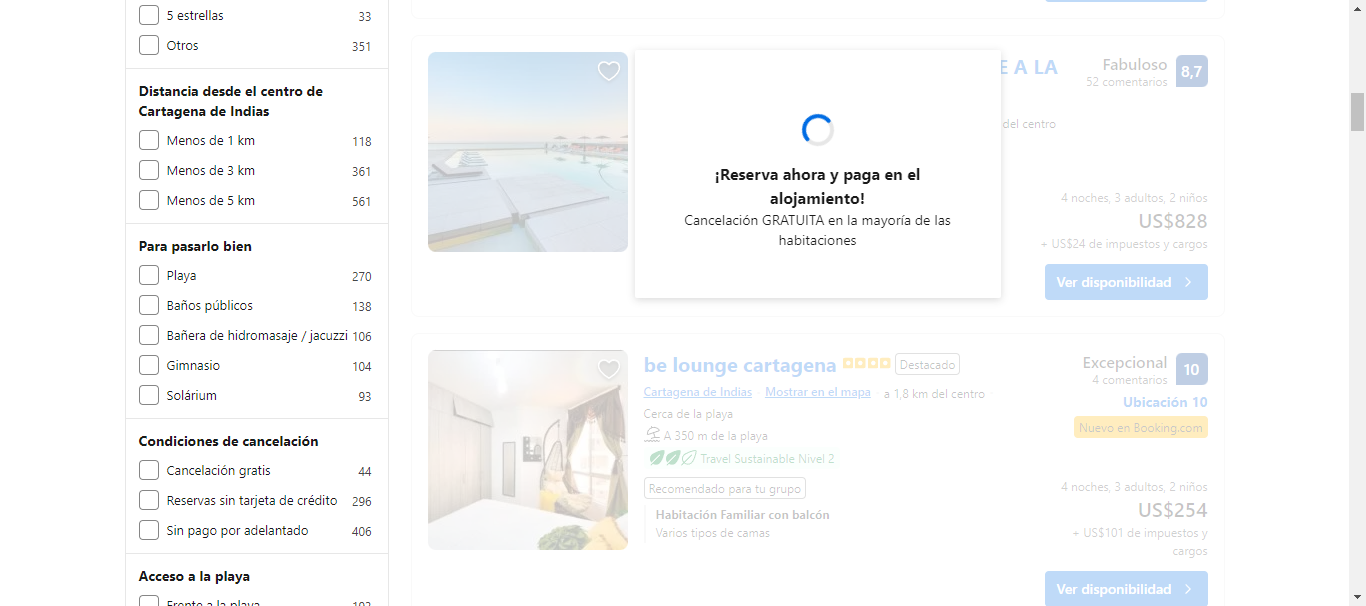 5 estrellas 33
Otros 351
Distancia desde el centro de
Cartagena de Indias
Menos de 1 km 118
Menos de 3 km 361
Menos de 5 km 561
Para pasarlo bien
Playa 270
Baños públicos 138
Bañera de hidromasaje / jacuzzi 106
Gimnasio 104
Solárium 93
Condiciones de cancelación
Cancelación gratis 44
Reservas sin tarjeta de crédito 296
Sin pago por adelantado 406
Acceso a la playa
Frente a la playa 192
E A LA
Fabuloso 8,7
52 comentarios
del centro
4 noches, 3 adultos, 2 niños
US$828
+ US$24 de impuestos y cargos
Ver disponibilidad
¡Reserva ahora y paga en el
alojamiento!
Cancelación GRATUITA en la mayoría de las
habitaciones
be lounge cartagena Destacado
Cartagena de Indias Mostrar en el mapa a 1,8 km del centro
Cerca de la playa
A 350 m de la playa
Travel Sustainable Nivel 2
Recomendado para tu grupo
Habitación Familiar con balcón
Varios tipos de camas
Excepcional 10
4 comentarios
Ubicación 10
Nuevo en Booking.com
4 noches, 3 adultos, 2 niños
US$254
+ US$101 de impuestos y
cargos
Ver disponibilidad